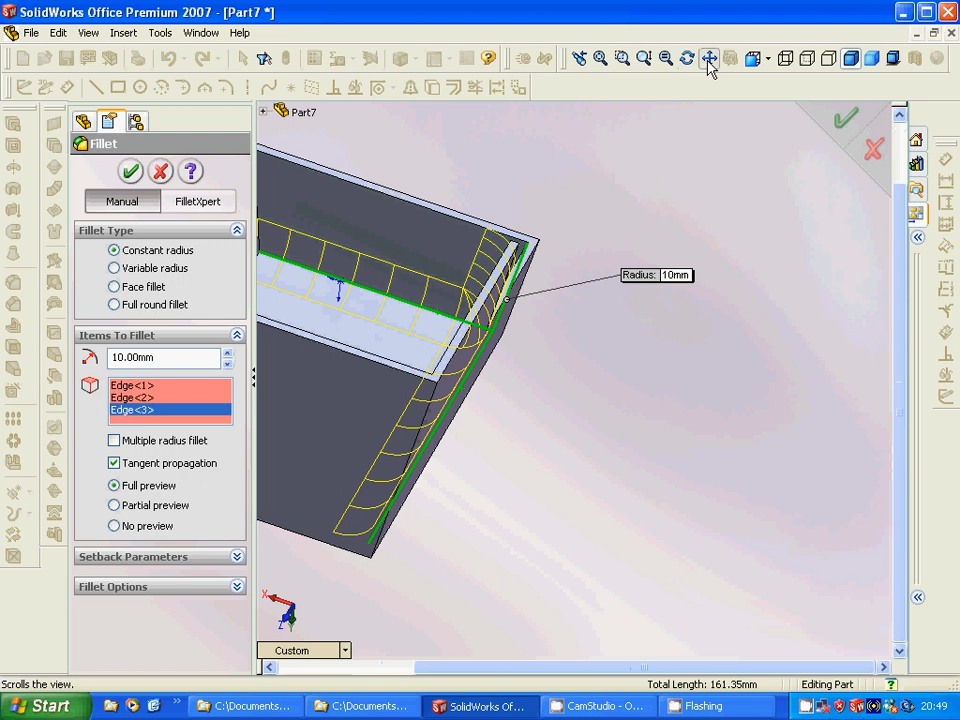 SolidWorks Office Premium 2007 - [Part7 *]
File Edit View Insert Tools Window Help
Part7
Fillet
Manual FilletXpert
Fillet Type
Constant radius
Variable radius
Face fillet
Full round fillet
Items To Fillet
10.00mm
Edge<1>
Edge<2>
Edge<3>
Multiple radius fillet
Tangent propagation
Full preview
Partial preview
No preview
Setback Parameters
Fillet Options
Radius: 10mm
X
Z
Custom
Scrolls the view. Total Length: 161.35mm Editing Part
Start C:\Documents... C:\Documents... SolidWorks Of... CamStudio - O... Flashing 20:49